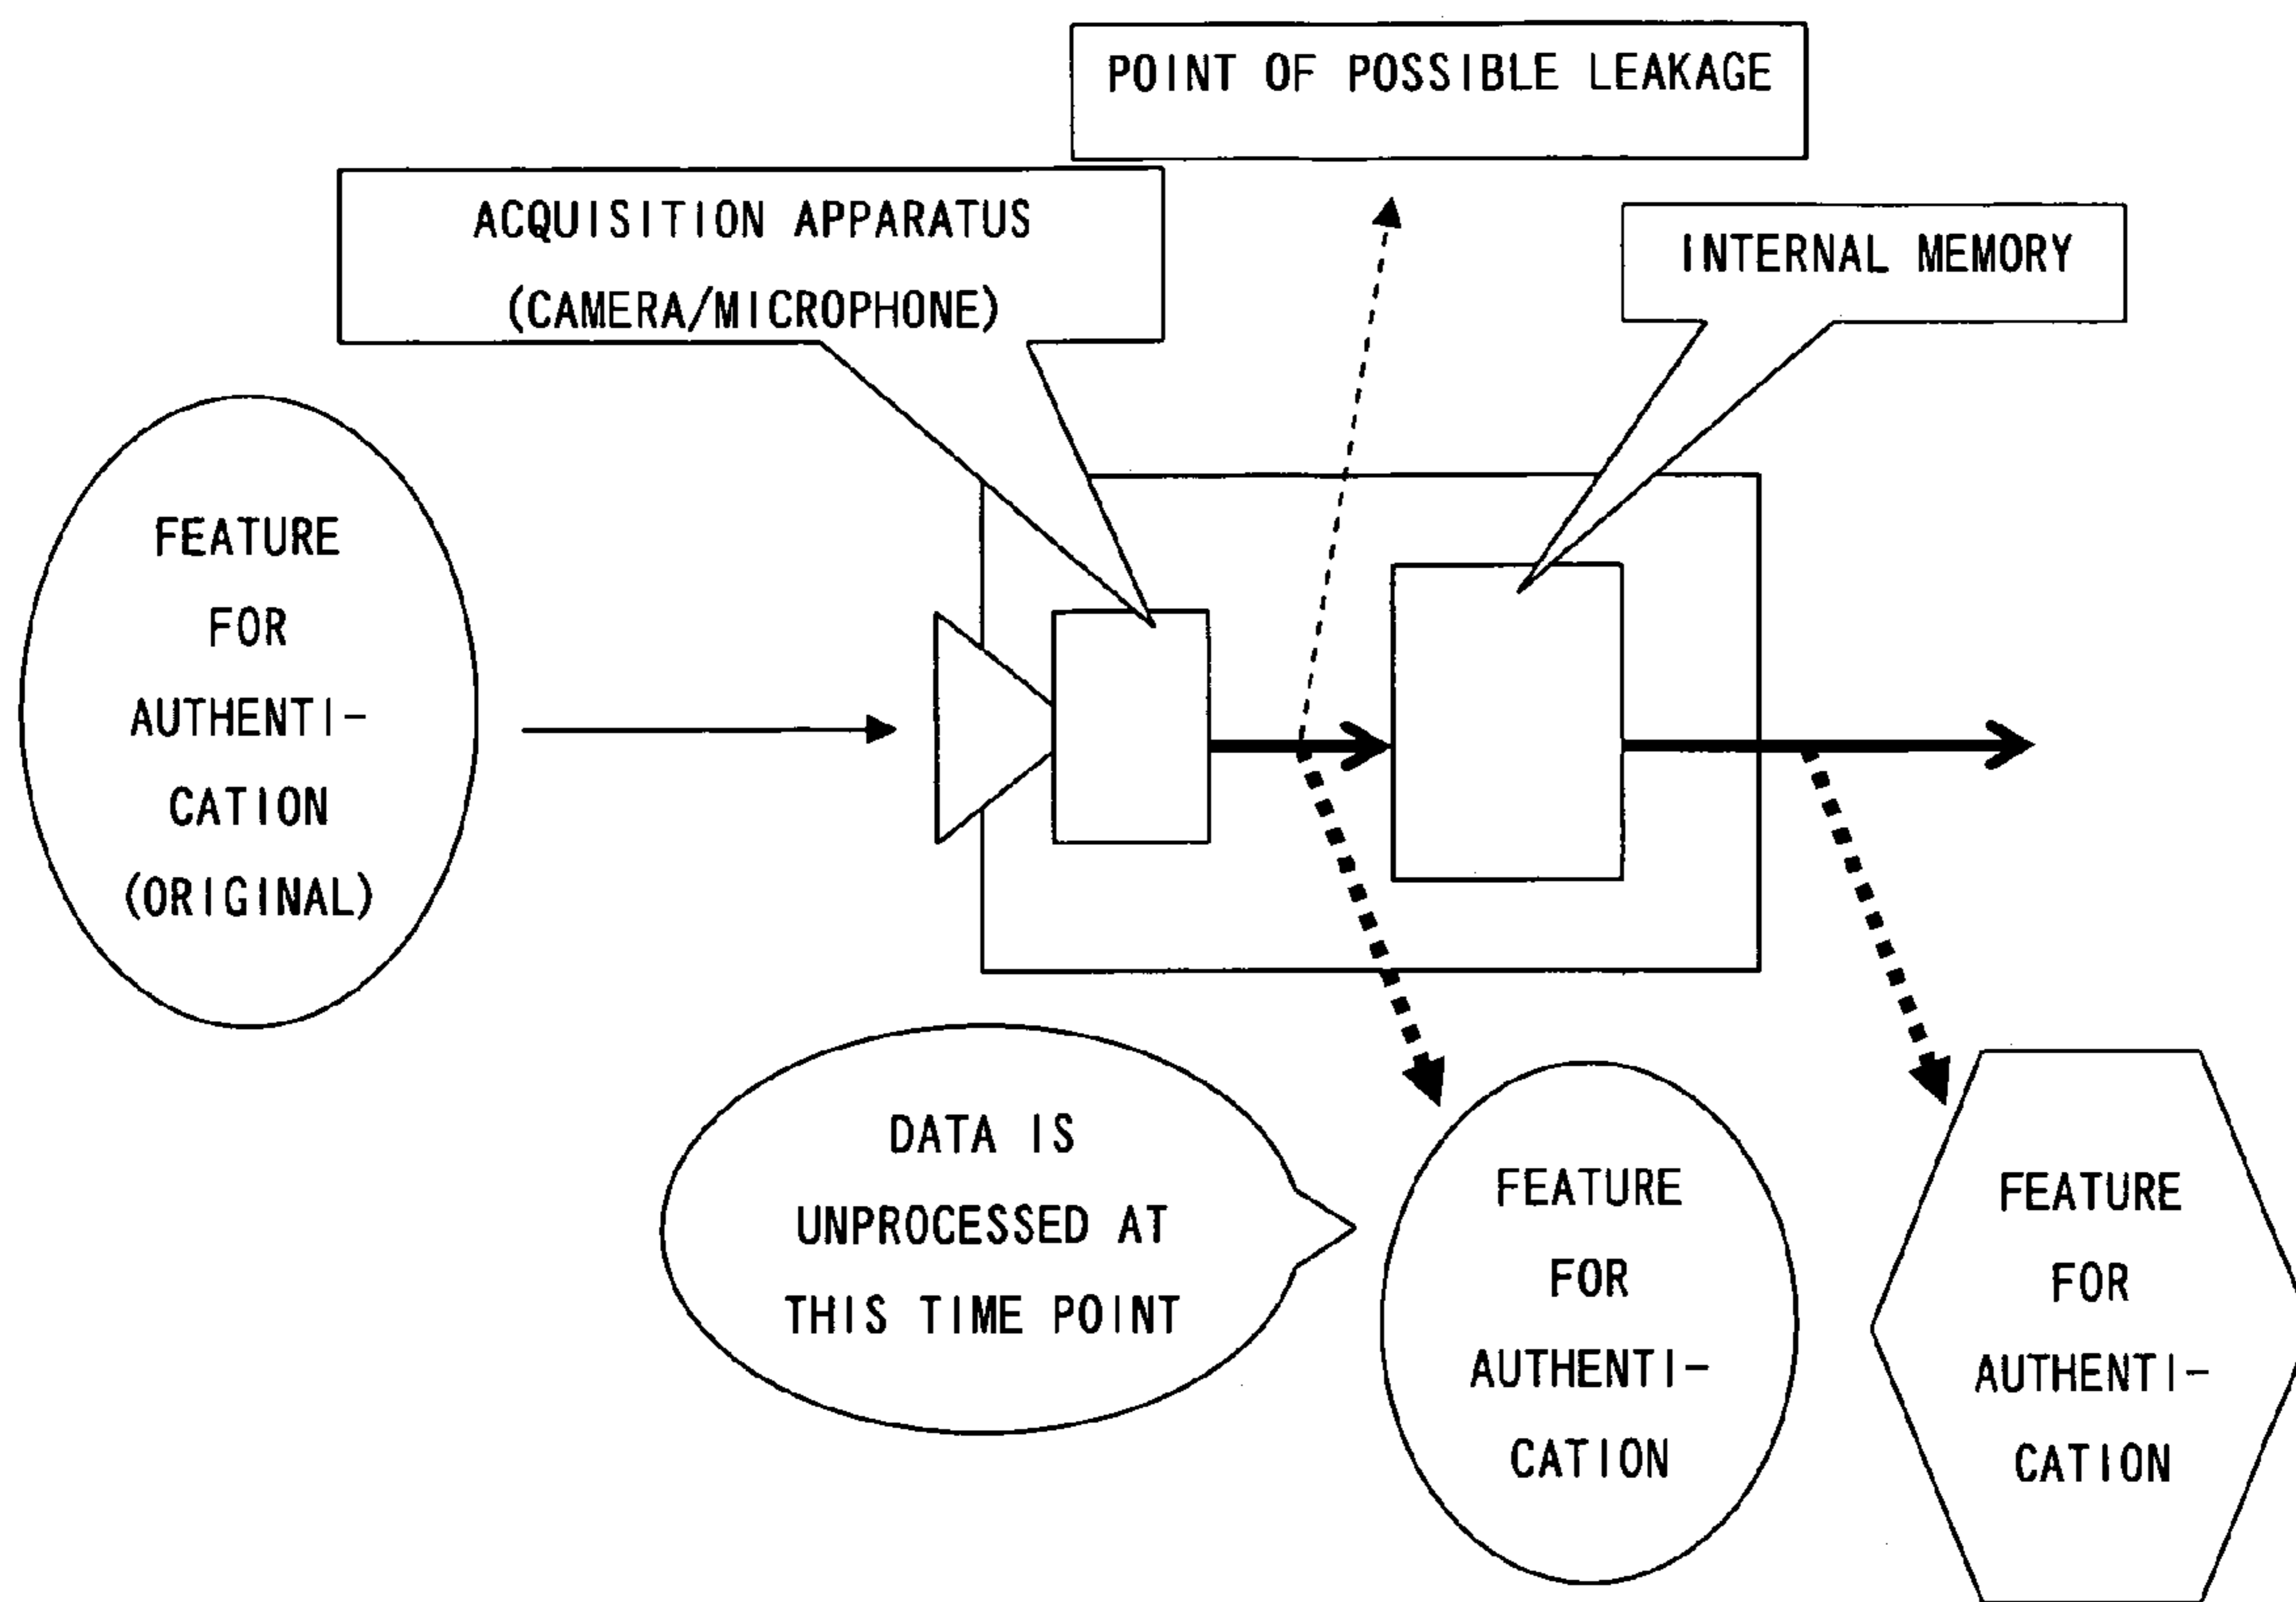 POINT OF POSSIBLE LEAKAGE
ACQUISITION APPARATUS
(CAMERA/MICROPHONE)
INTERNAL MEMORY
FEATURE
FOR
AUTHENTI-
CATION
(ORIGINAL)
DATA IS
UNPROCESSED AT
THIS TIME POINT
FEATURE
FOR
AUTHENTI-
CATION
FEATURE
FOR
AUTHENTI-
CATION